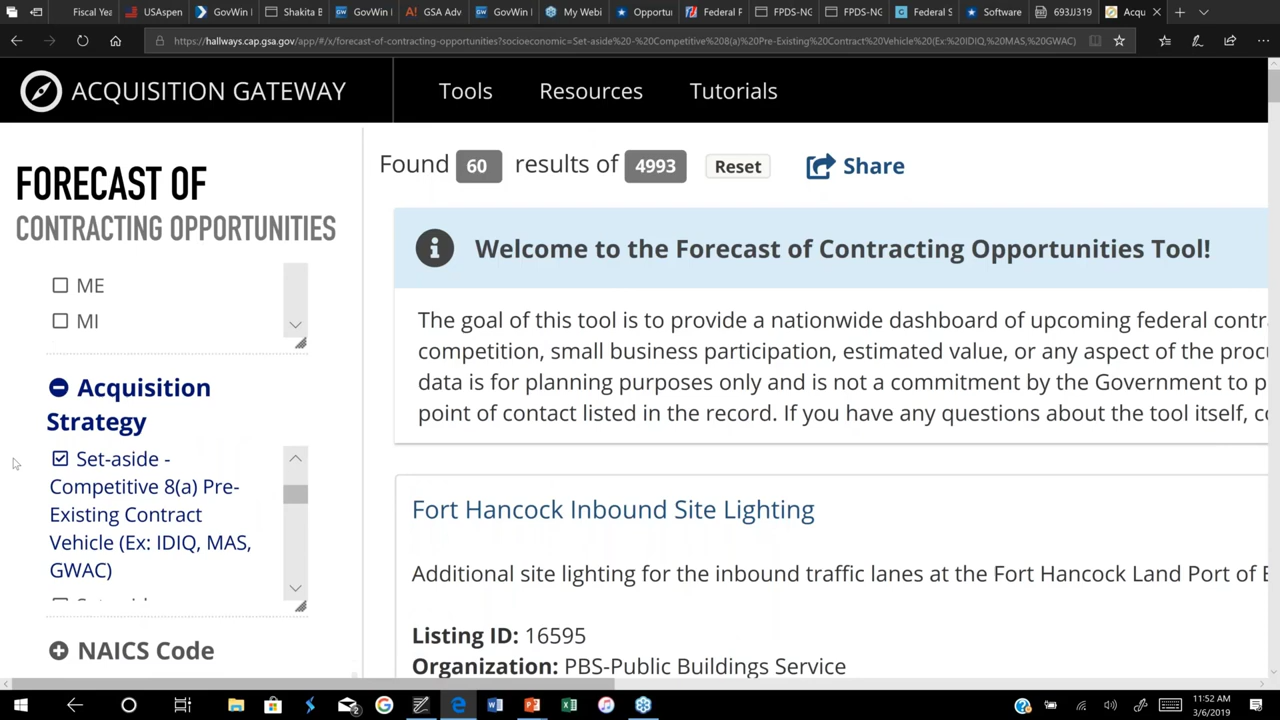 Fiscal Yea
USAspen
GovWin I
Shakita B
GovWin I
GSA Adv
GovWin I
My Webi
Opportu
Federal F
FPDS-NG
FPDS-NG
Federal S
Software
693JJ319
Acqu
https://hallways.cap.gsa.gov/app/#/x/forecast-of-contracting-opportunities?socioeconomic=Set-aside%20-%20Competitive%208(a)%20Pre-Existing%20Contract%20Vehicle%20(Ex:%20IDIQ,%20MAS,%20GWAC)
ACQUISITION GATEWAY
Tools
Resources
Tutorials
FORECAST OF
CONTRACTING OPPORTUNITIES
ME
MI
Acquisition
Strategy
Set-aside -
Competitive 8(a) Pre-
Existing Contract
Vehicle (Ex: IDIQ, MAS,
GWAC)
NAICS Code
Found 60 results of 4993
Reset
Share
Welcome to the Forecast of Contracting Opportunities Tool!
The goal of this tool is to provide a nationwide dashboard of upcoming federal contr
competition, small business participation, estimated value, or any aspect of the proc
data is for planning purposes only and is not a commitment by the Government to p
point of contact listed in the record. If you have any questions about the tool itself, co
Fort Hancock Inbound Site Lighting
Additional site lighting for the inbound traffic lanes at the Fort Hancock Land Port of E
Listing ID: 16595
Organization: PBS-Public Buildings Service
11:52 AM
3/6/2019